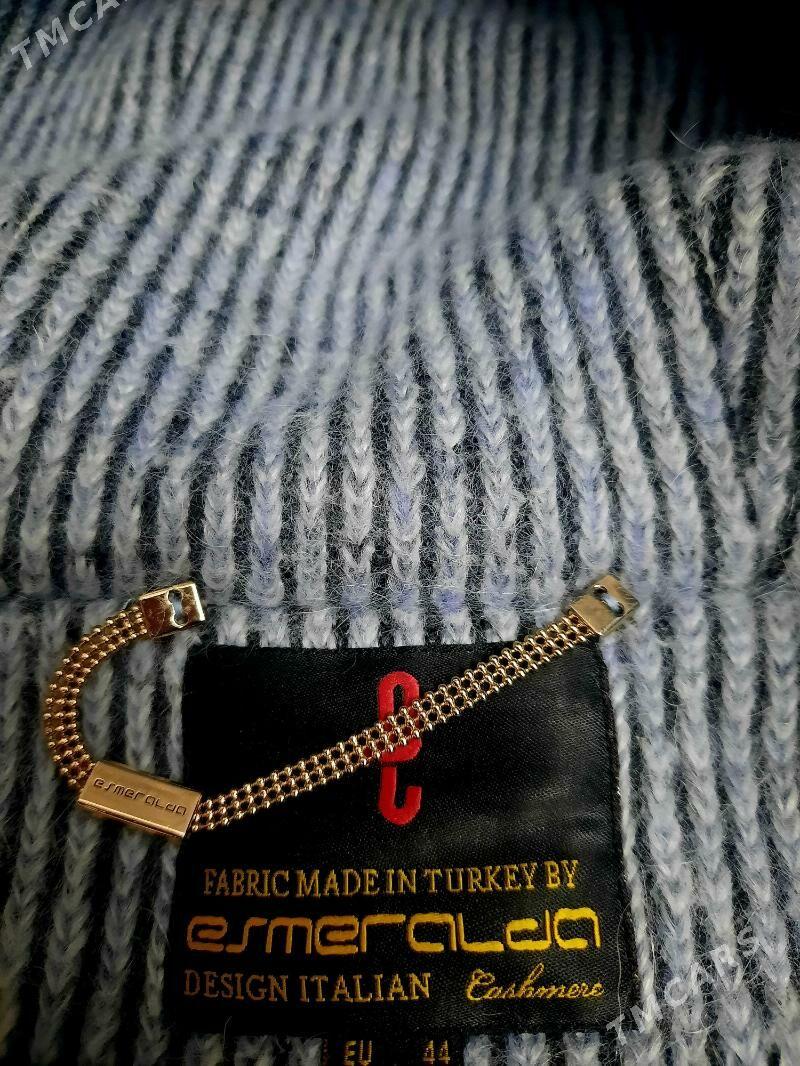 TMCARS
esmeralda
FABRIC MADE IN TURKEY BY
esmeralda
DESIGN ITALIAN Cashmere
TMCARS
EU 44